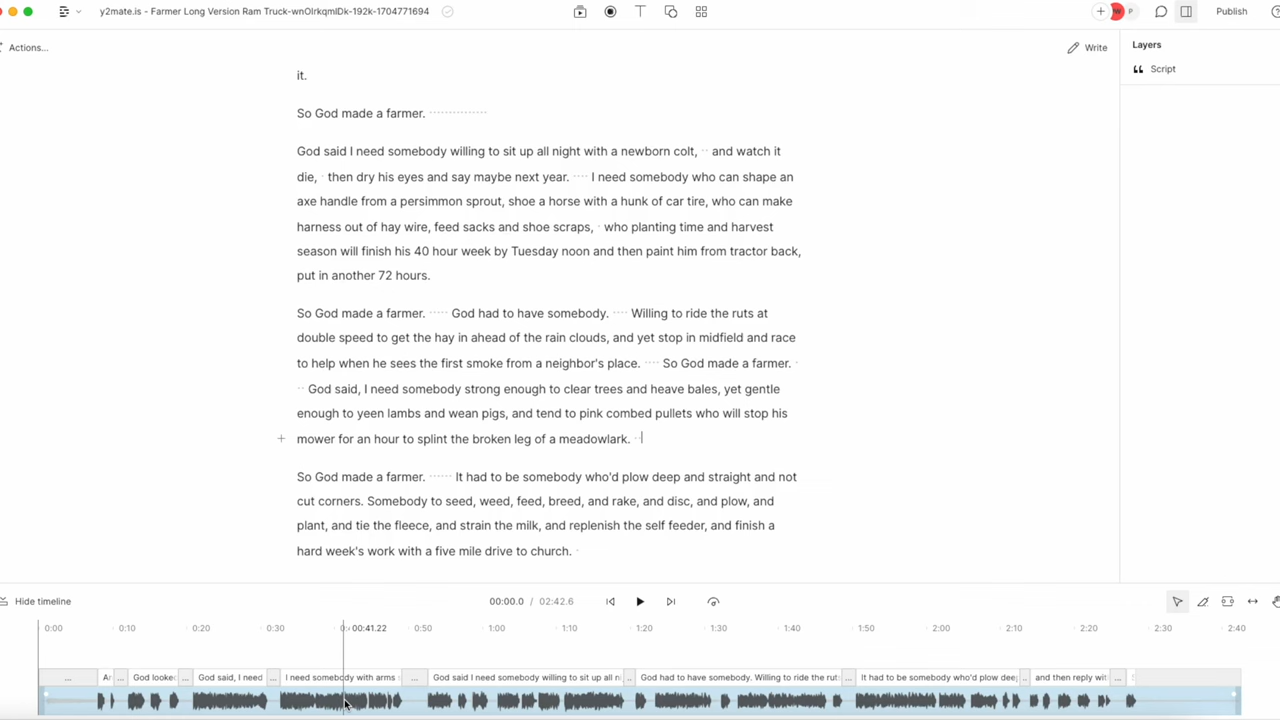 y2mate.is - Farmer Long Version Ram Truck-wnOlrkqmlDk-192k-1704771694
P
Publish
Actions...
Write
Layers
Script
it.
So God made a farmer.
God said I need somebody willing to sit up all night with a newborn colt, and watch it
die, then dry his eyes and say maybe next year. I need somebody who can shape an
axe handle from a persimmon sprout, shoe a horse with a hunk of car tire, who can make
harness out of hay wire, feed sacks and shoe scraps, who planting time and harvest
season will finish his 40 hour week by Tuesday noon and then paint him from tractor back,
put in another 72 hours.
So God made a farmer. God had to have somebody. Willing to ride the ruts at
double speed to get the hay in ahead of the rain clouds, and yet stop in midfield and race
to help when he sees the first smoke from a neighbor's place. So God made a farmer.
God said, I need somebody strong enough to clear trees and heave bales, yet gentle
enough to yeen lambs and wean pigs, and tend to pink combed pullets who will stop his
mower for an hour to splint the broken leg of a meadowlark.
So God made a farmer. It had to be somebody who'd plow deep and straight and not
cut corners. Somebody to seed, weed, feed, breed, and rake, and disc, and plow, and
plant, and tie the fleece, and strain the milk, and replenish the self feeder, and finish a
hard week's work with a five mile drive to church.
Hide timeline
00:00.0 / 02:42.6
0:00 0:10 0:20 0:30 00:41.22 0:50 1:00 1:10 1:20 1:30 1:40 1:50 2:00 2:10 2:20 2:30 2:40
... ... God looke ... God said, I need ... I need somebody with arms ... God said I need somebody willing to sit up all n .. God had to have somebody. Willing to ride the rut ... It had to be somebody who'd plow dee .. and then reply wit ...